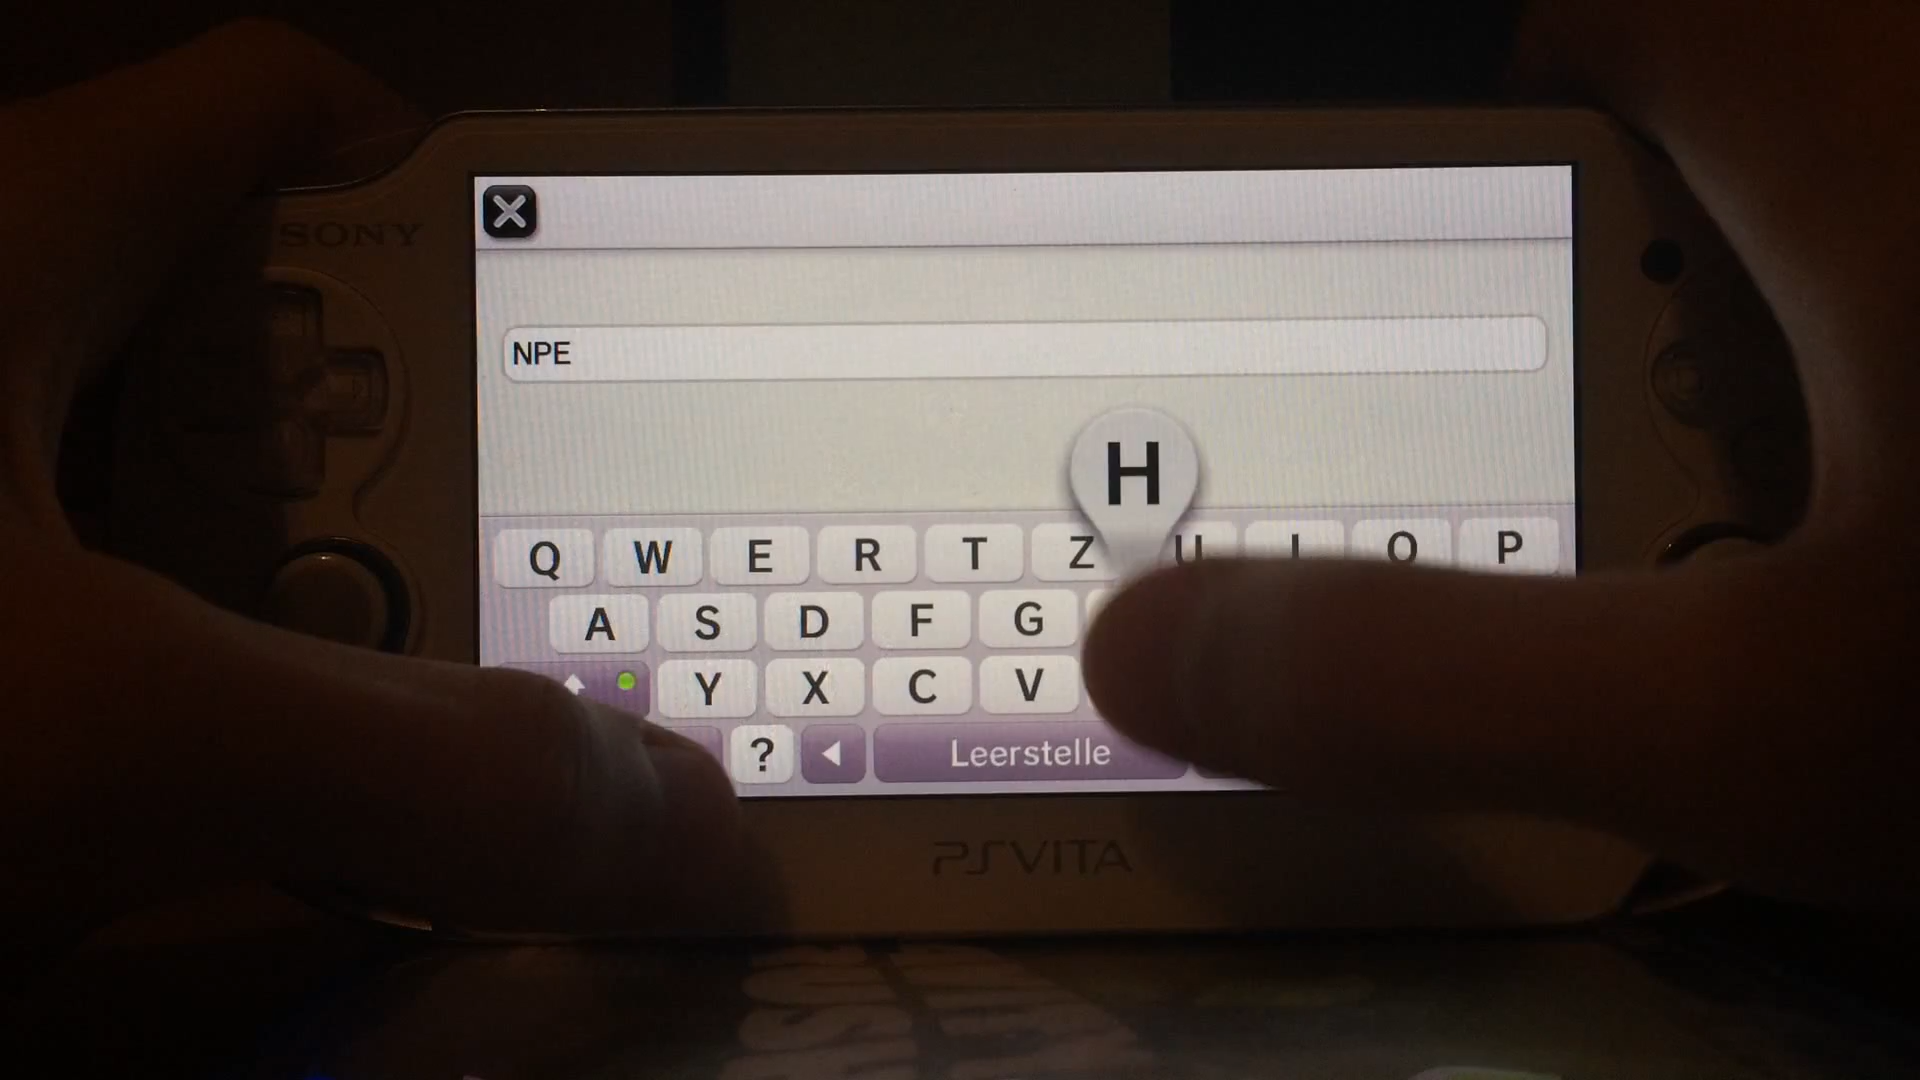 SONY
NPE
H
Q W E R T Z U I O P
A S D F G
Y X C V
? Leerstelle
PSVITA